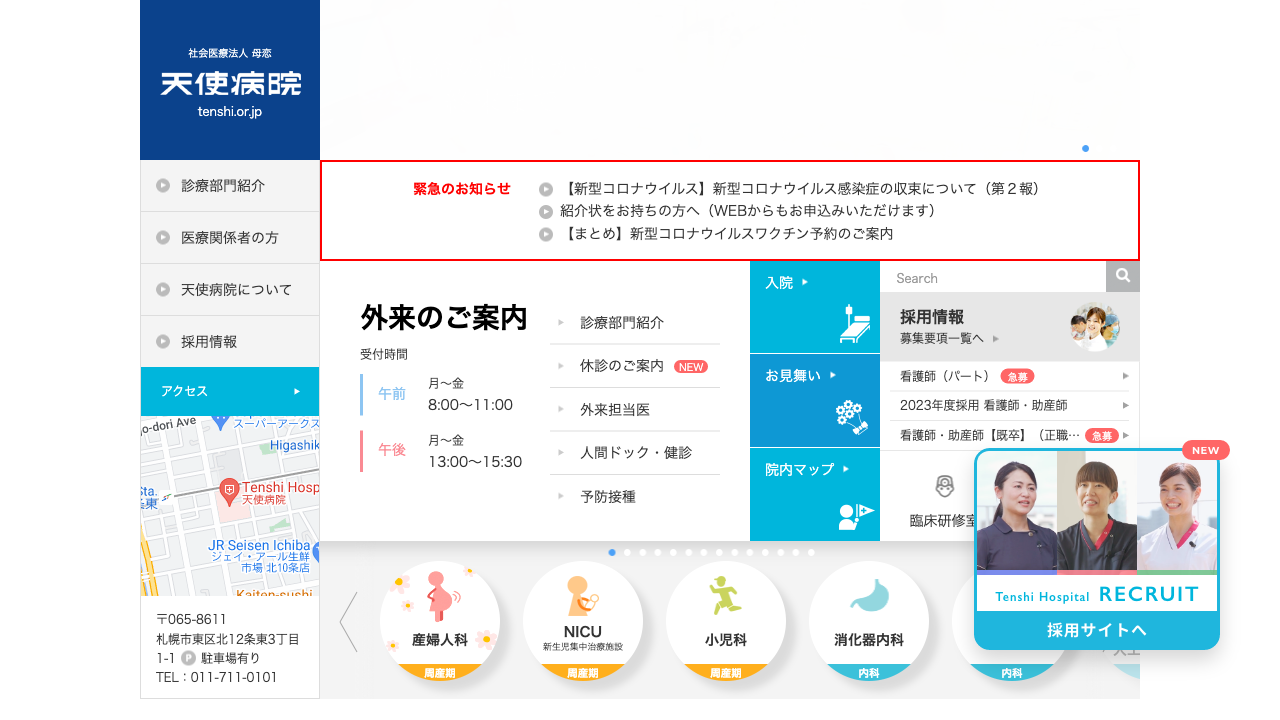 社会医療法人 母恋
天使病院
tenshi.or.jp
診療部門紹介
医療関係者の方
天使病院について
採用情報
アクセス
o-dori Ave
スーパーアークス
Higashik
Sta.
条東
Tenshi Hosp
天使病院
JR Seisen Ichiba
ジェイ・アール生鮮
市場 北10条店
Kaiten-sushi
〒065-8611
札幌市東区北12条東3丁目
1-1 P 駐車場有り
TEL：011-711-0101
緊急のお知らせ
【新型コロナウイルス】新型コロナウイルス感染症の収束について（第２報）
紹介状をお持ちの方へ（WEBからもお申込みいただけます）
【まとめ】新型コロナウイルスワクチン予約のご案内
外来のご案内
受付時間
午前
月〜金
8:00〜11:00
午後
月〜金
13:00〜15:30
診療部門紹介
休診のご案内 NEW
外来担当医
人間ドック・健診
予防接種
入院
お見舞い
院内マップ
Search
採用情報
募集要項一覧へ
看護師（パート） 急募
2023年度採用 看護師・助産師
看護師・助産師【既卒】（正職… 急募
臨床研修室
NEW
Tenshi Hospital RECRUIT
採用サイトへ
産婦人科
周産期
NICU
新生児集中治療施設
周産期
小児科
周産期
消化器内科
内科
内科